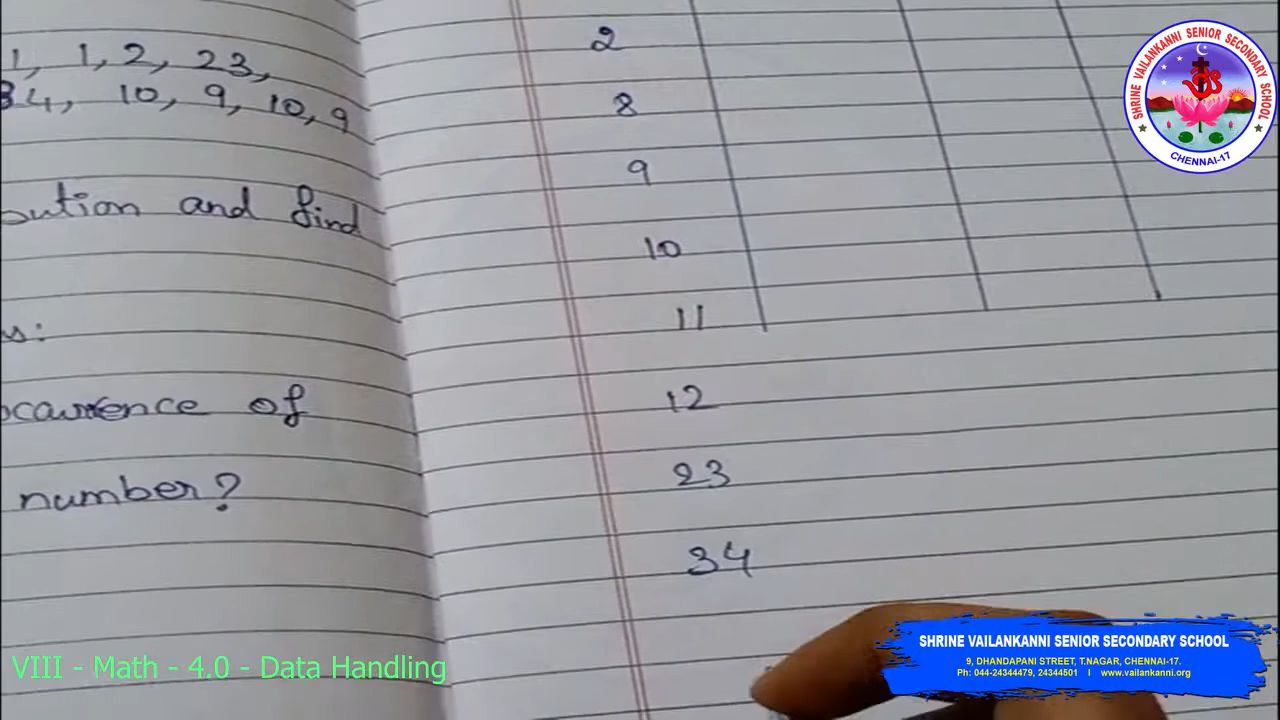 1, 1, 2, 23,
34, 10, 9, 10, 9
bution and find
s:
occurrence of
number?
2
8
9
10
11
12
23
34
SHRINE VAILANKANNI SENIOR SECONDARY SCHOOL
CHENNAI-17
VIII - Math - 4.0 - Data Handling
SHRINE VAILANKANNI SENIOR SECONDARY SCHOOL
9, DHANDAPANI STREET, T.NAGAR, CHENNAI-17.
Ph: 044-24344479, 24344501 I www.vailankanni.org